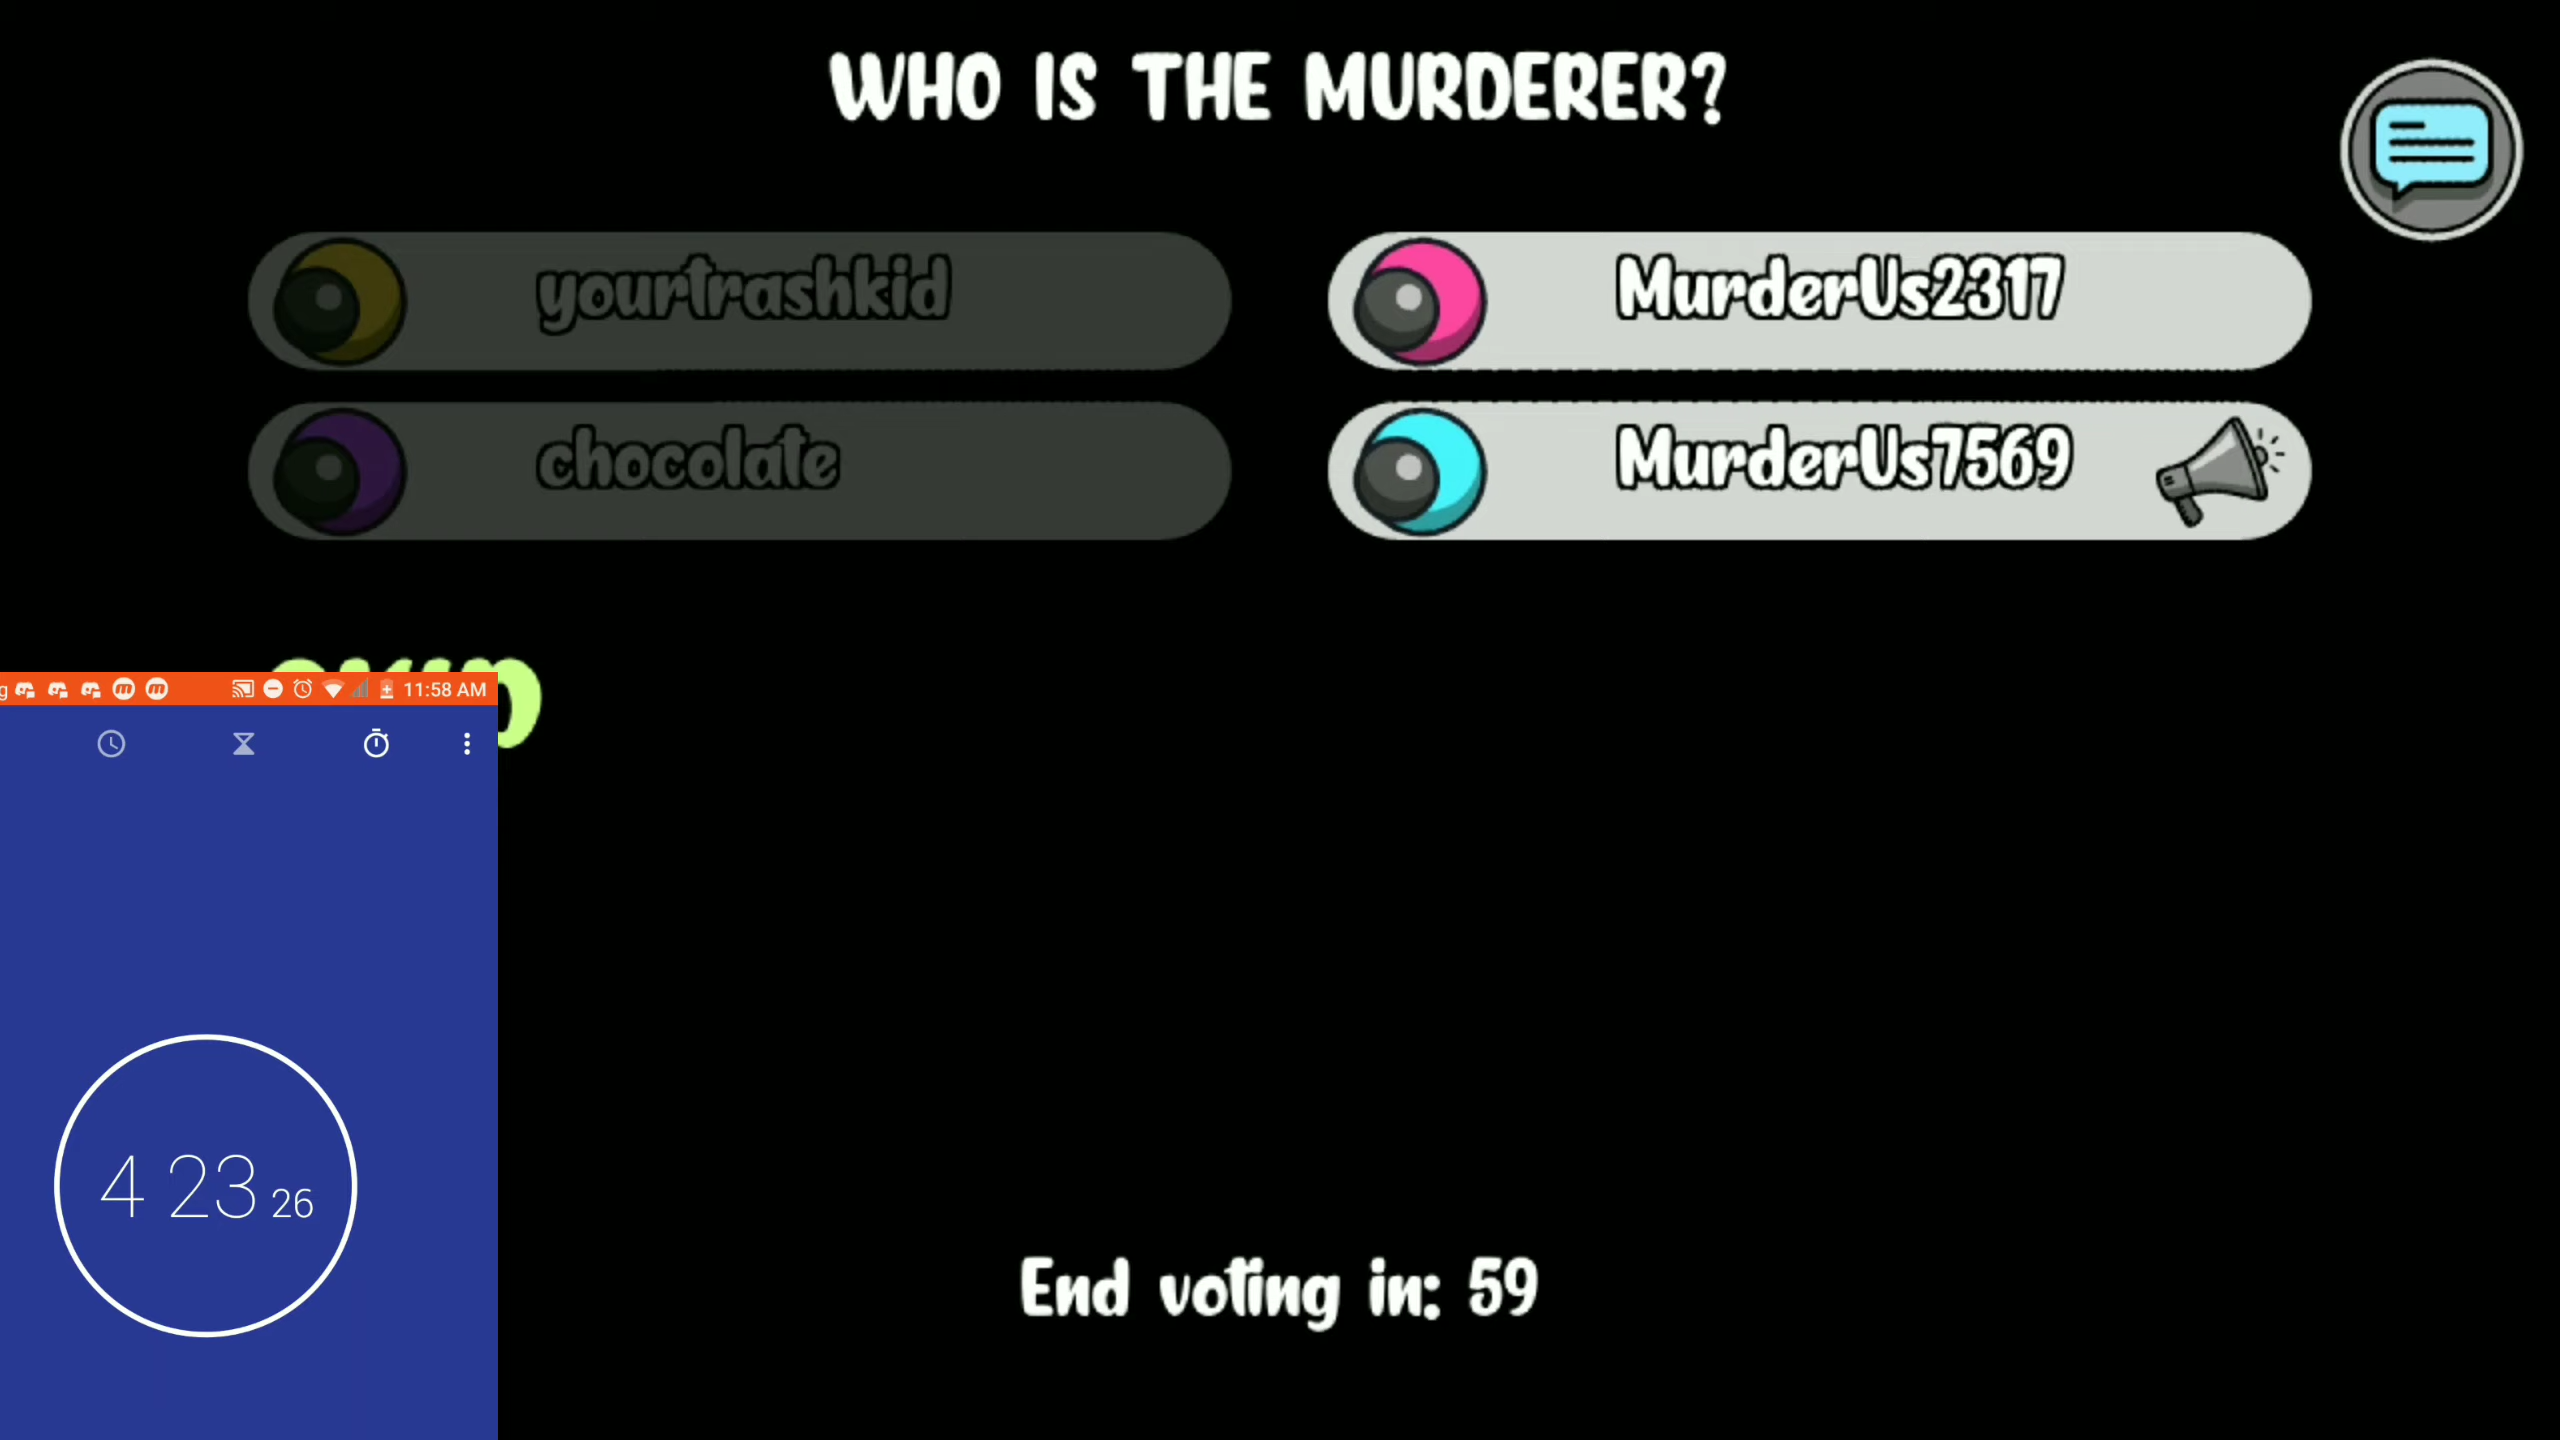 WHO IS THE MURDERER?
yourtrashkid
MurderUs2317
chocolate
MurderUs7569
11:58 AM
4 23 26
End voting in: 59